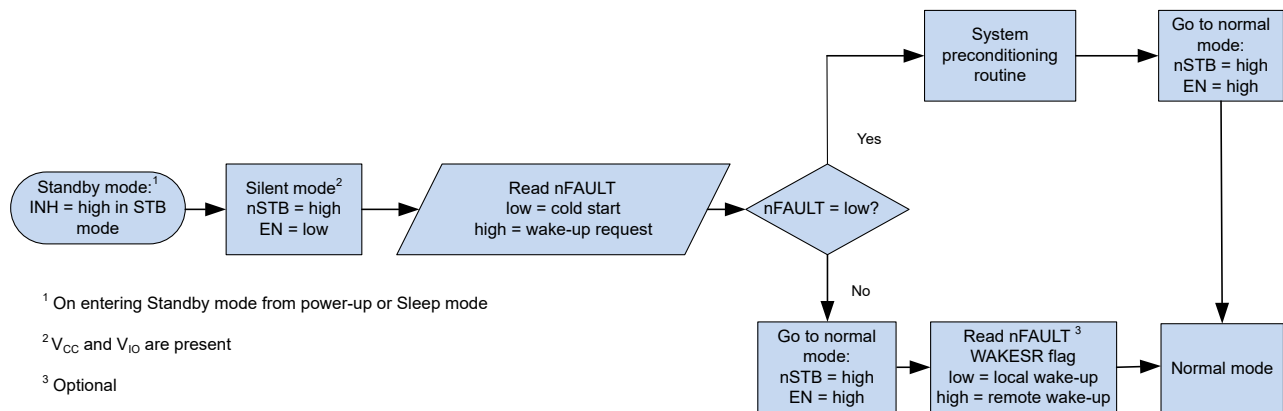 System
preconditioning
routine
Go to normal
mode:
nSTB = high
EN = high
Yes
Standby mode:1
INH = high in STB
mode
Silent mode2
nSTB = high
EN = low
Read nFAULT
low = cold start
high = wake-up request
nFAULT = low?
No
1 On entering Standby mode from power-up or Sleep mode
2 VCC and VIO are present
3 Optional
Go to normal
mode:
nSTB = high
EN = high
Read nFAULT 3
WAKESR flag
low = local wake-up
high = remote wake-up
Normal mode